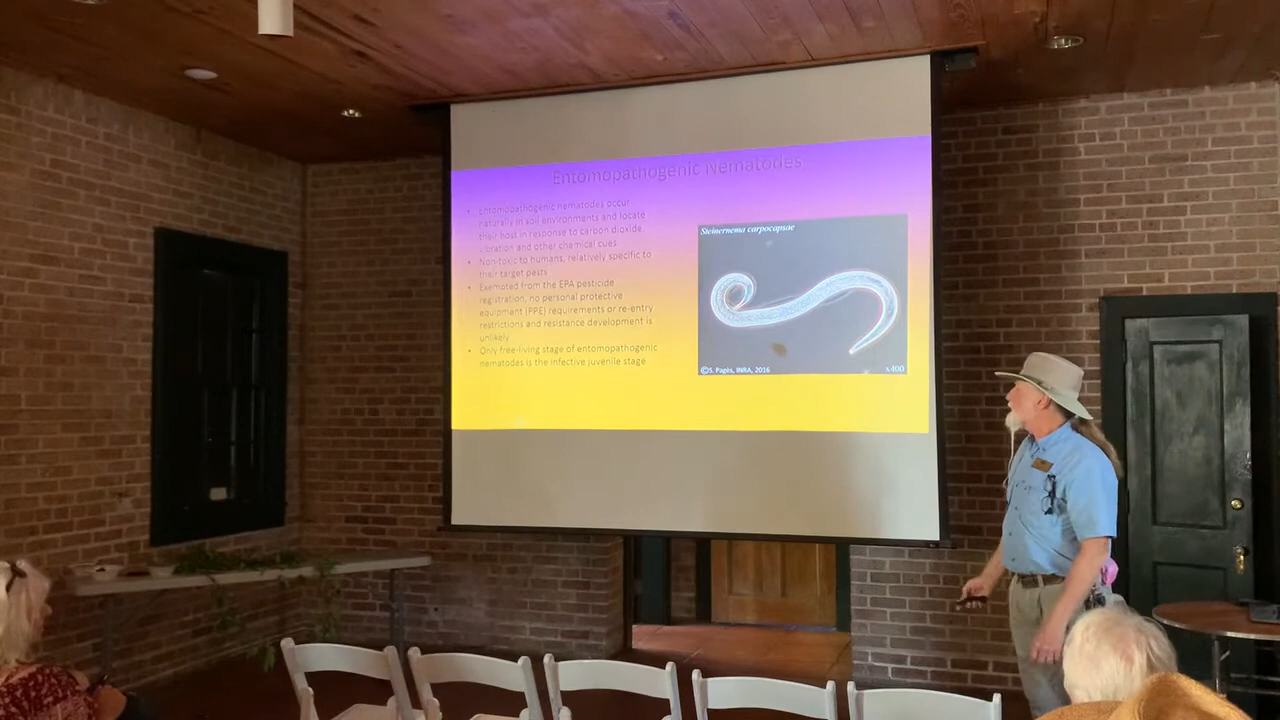 Entomopathogenic Nematodes
• Entomopathogenic nematodes occur
naturally in soil environments and locate
their host in response to carbon dioxide,
vibration and other chemical cues
• Non-toxic to humans, relatively specific to
their target pests
• Exempted from the EPA pesticide
registration, no personal protective
equipment (PPE) requirements or re-entry
restrictions and resistance development is
unlikely
• Only free-living stage of entomopathogenic
nematodes is the infective juvenile stage
Steinernema carpocapsae
©S. Pagès, INRA, 2016
x400